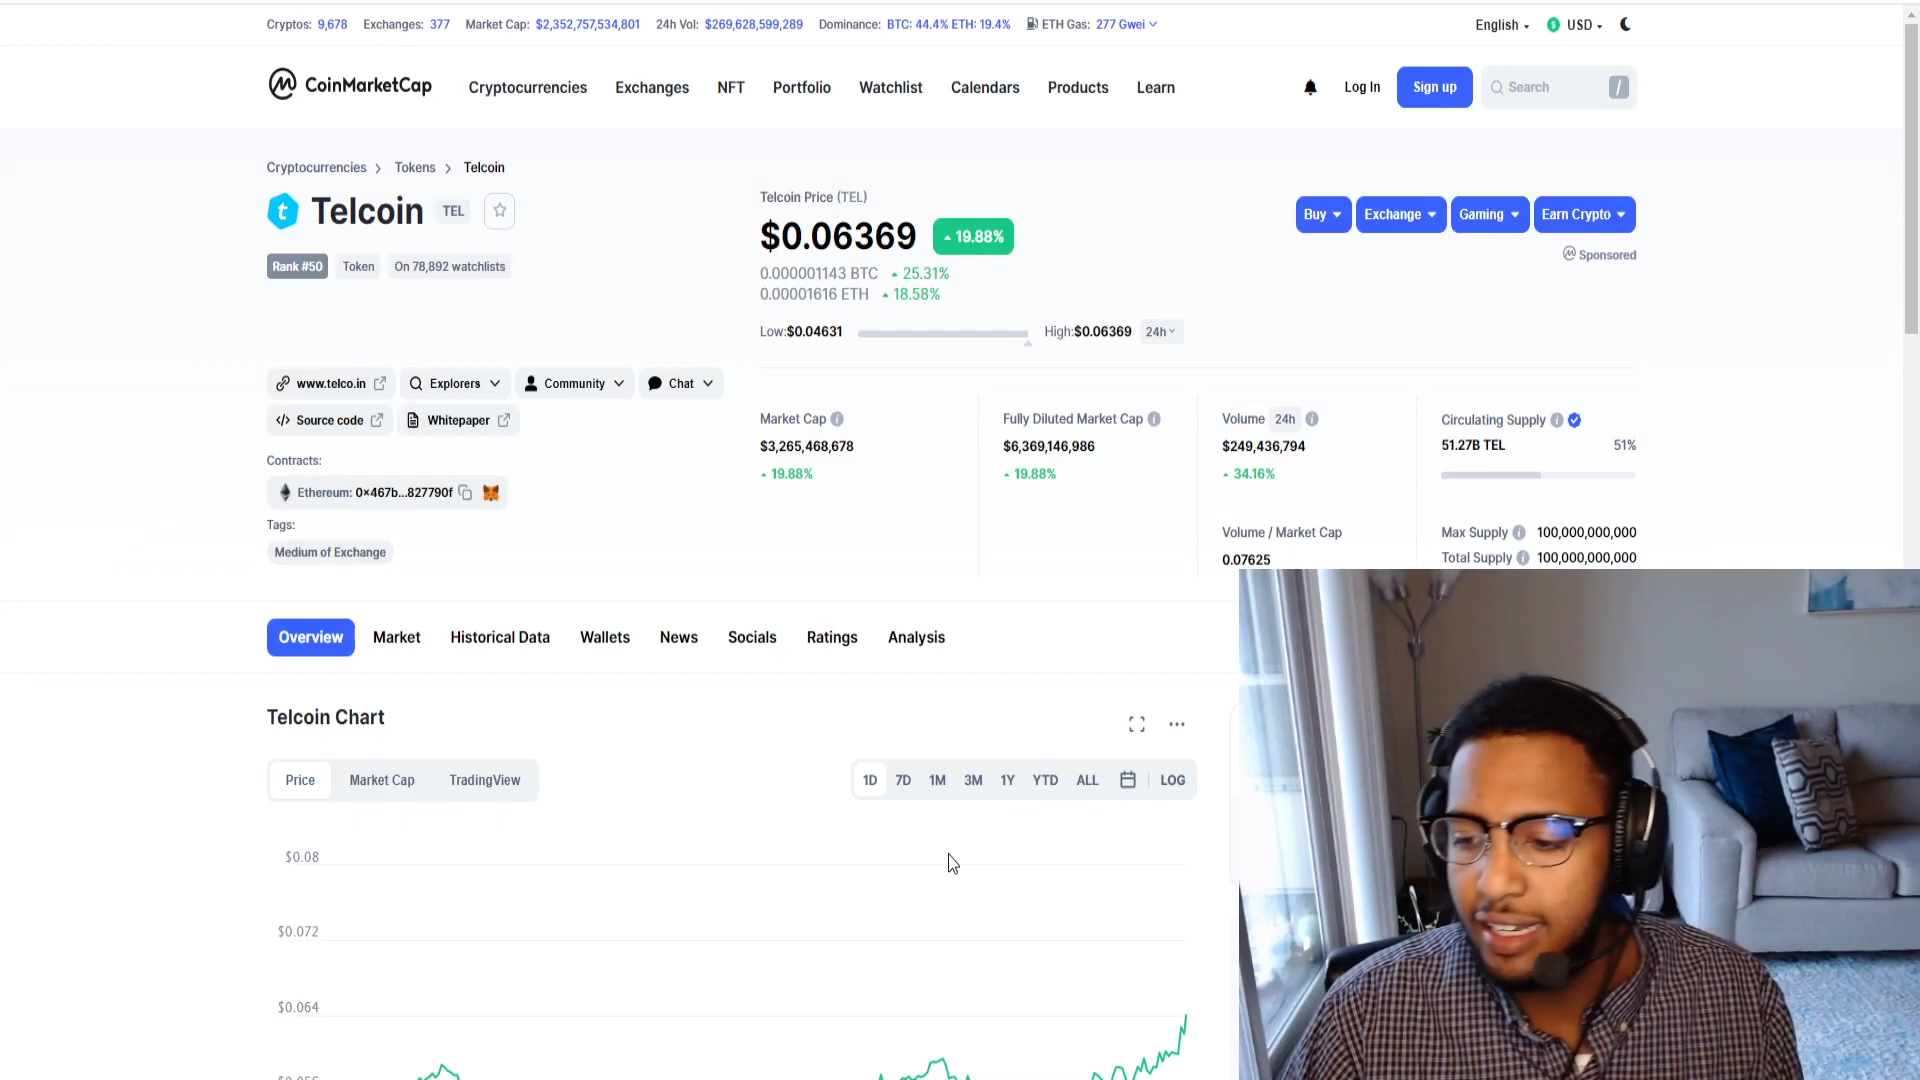 Cryptos: 9,678 Exchanges: 377 Market Cap: $2,352,757,534,801 24h Vol: $269,628,599,289 Dominance: BTC: 44.4% ETH: 19.4% ETH Gas: 277 Gwei English USD
CoinMarketCap Cryptocurrencies Exchanges NFT Portfolio Watchlist Calendars Products Learn Log In Sign up Search /
Cryptocurrencies Tokens Telcoin
Telcoin TEL
Rank #50 Token On 78,892 watchlists
Telcoin Price (TEL)
$0.06369 19.88%
0.000001143 BTC 25.31%
0.00001616 ETH 18.58%
Low:$0.04631 High:$0.06369 24h
Buy Exchange Gaming Earn Crypto
Sponsored
www.telco.in Explorers Community Chat
Source code Whitepaper
Contracts:
Ethereum: 0x467b...827790f
Tags:
Medium of Exchange
Market Cap
$3,265,468,678
19.88%
Fully Diluted Market Cap
$6,369,146,986
19.88%
Volume 24h
$249,436,794
34.16%
Volume / Market Cap
0.07625
Circulating Supply
51.27B TEL 51%
Max Supply 100,000,000,000
Total Supply 100,000,000,000
Overview Market Historical Data Wallets News Socials Ratings Analysis
Telcoin Chart
Price Market Cap TradingView 1D 7D 1M 3M 1Y YTD ALL LOG
$0.08
$0.072
$0.064